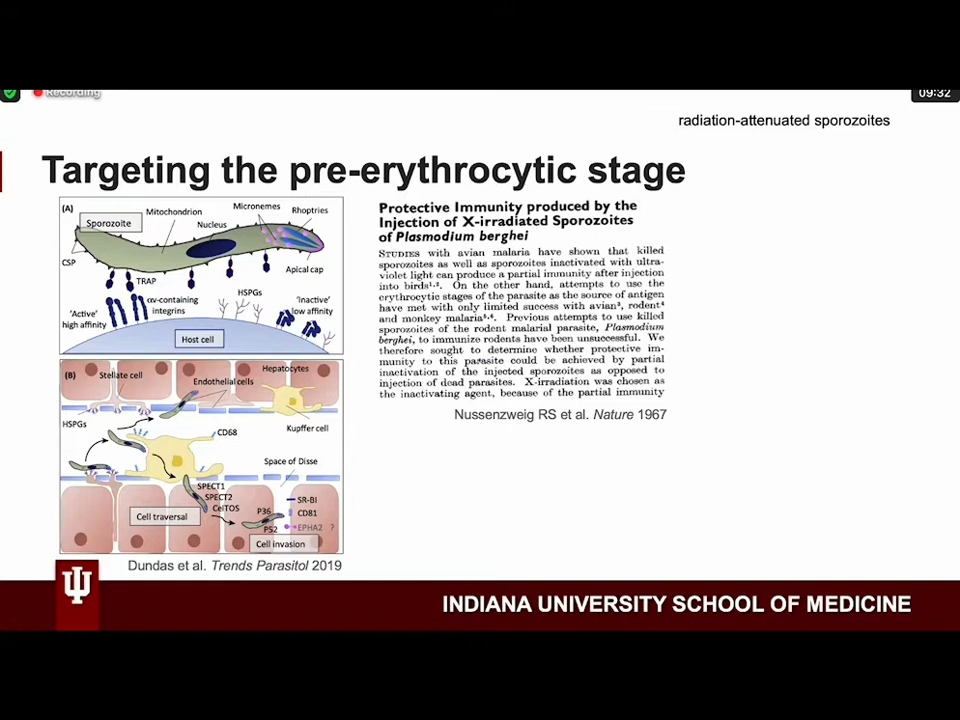 Recording
09:32
radiation-attenuated sporozoites
Targeting the pre-erythrocytic stage
(A)
Sporozoite
Mitochondrion
Micronemes
Rhoptries
Nucleus
CSP
TRAP
Apical cap
αv-containing
integrins
HSPGs
'Active'
high affinity
'Inactive'
low affinity
Host cell
(B)
Stellate cell
Endothelial cells
Hepatocytes
HSPGs
CD68
Kupffer cell
Space of Disse
SPECT1
SPECT2
CelTOS
Cell traversal
P36
P52
SR-BI
CD81
EPHA2 ?
Cell invasion
Dundas et al. Trends Parasitol 2019
Protective Immunity produced by the
Injection of X-irradiated Sporozoites
of Plasmodium berghei
STUDIES with avian malaria have shown that killed
sporozoites as well as sporozoites inactivated with ultra-
violet light can produce a partial immunity after injection
into birds¹,². On the other hand, attempts to use the
erythrocytic stages of the parasite as the source of antigen
have met with only limited success with avian³, rodent⁴
and monkey malaria⁵,⁶. Previous attempts to use killed
sporozoites of the rodent malarial parasite, Plasmodium
berghei, to immunize rodents have been unsuccessful. We
therefore sought to determine whether protective im-
munity to this parasite could be achieved by partial
inactivation of the injected sporozoites as opposed to
injection of dead parasites. X-irradiation was chosen as
the inactivating agent, because of the partial immunity
Nussenzweig RS et al. Nature 1967
INDIANA UNIVERSITY SCHOOL OF MEDICINE